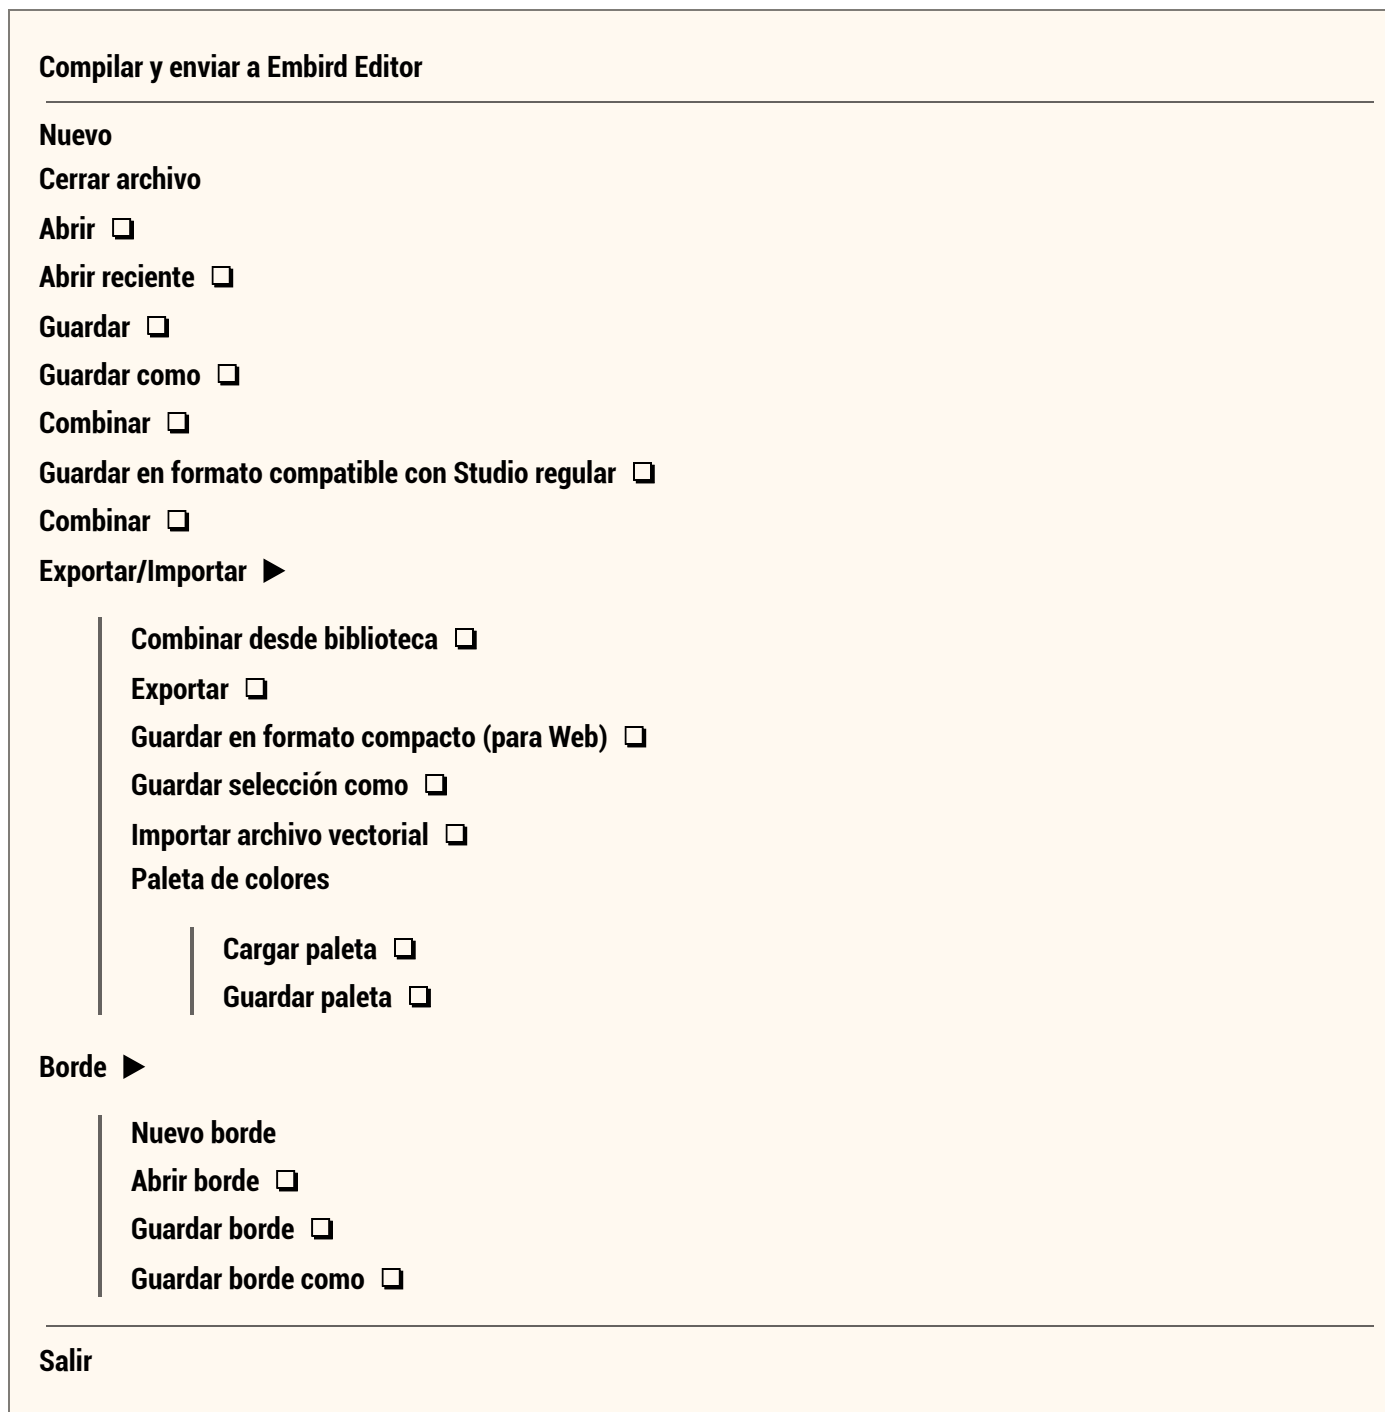 Compilar y enviar a Embird Editor
Nuevo
Cerrar archivo
Abrir ❑
Abrir reciente ❑
Guardar ❑
Guardar como ❑
Combinar ❑
Guardar en formato compatible con Studio regular ❑
Combinar ❑
Exportar/Importar ▶
Combinar desde biblioteca ❑
Exportar ❑
Guardar en formato compacto (para Web) ❑
Guardar selección como ❑
Importar archivo vectorial ❑
Paleta de colores
Cargar paleta ❑
Guardar paleta ❑
Borde ▶
Nuevo borde
Abrir borde ❑
Guardar borde ❑
Guardar borde como ❑
Salir